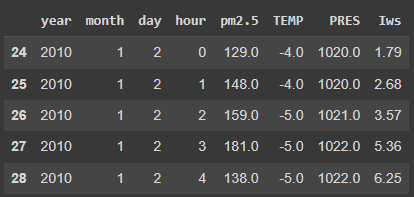 year month day hour pm2.5 TEMP PRES Iws
24 2010 1 2 0 129.0 -4.0 1020.0 1.79
25 2010 1 2 1 148.0 -4.0 1020.0 2.68
26 2010 1 2 2 159.0 -5.0 1021.0 3.57
27 2010 1 2 3 181.0 -5.0 1022.0 5.36
28 2010 1 2 4 138.0 -5.0 1022.0 6.25